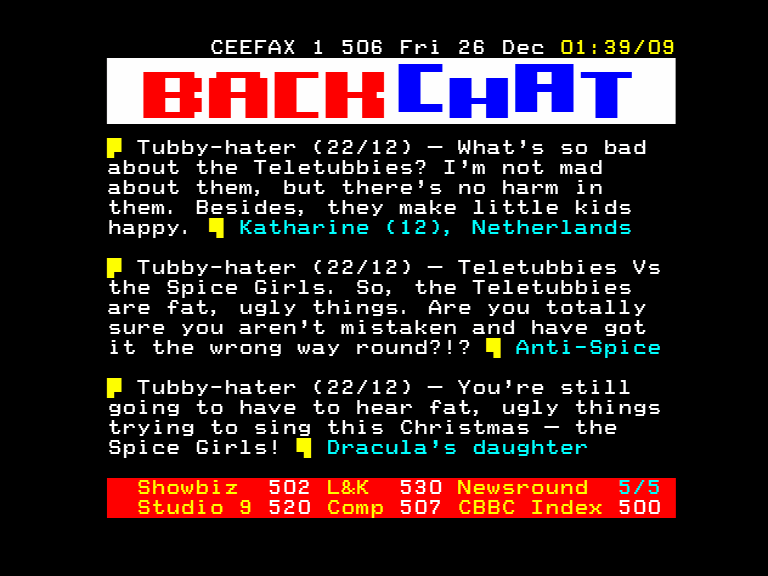 CEEFAX 1 506 Fri 26 Dec 01:39/09
BACKCHAT
Tubby-hater (22/12) – What's so bad
about the Teletubbies? I'm not mad
about them, but there's no harm in
them. Besides, they make little kids
happy. Katharine (12), Netherlands
Tubby-hater (22/12) – Teletubbies Vs
the Spice Girls. So, the Teletubbies
are fat, ugly things. Are you totally
sure you aren't mistaken and have got
it the wrong way round?!? Anti-Spice
Tubby-hater (22/12) – You're still
going to have to hear fat, ugly things
trying to sing this Christmas – the
Spice Girls! Dracula's daughter
Showbiz 502 L&K 530 Newsround 5/5
Studio 9 520 Comp 507 CBBC Index 500